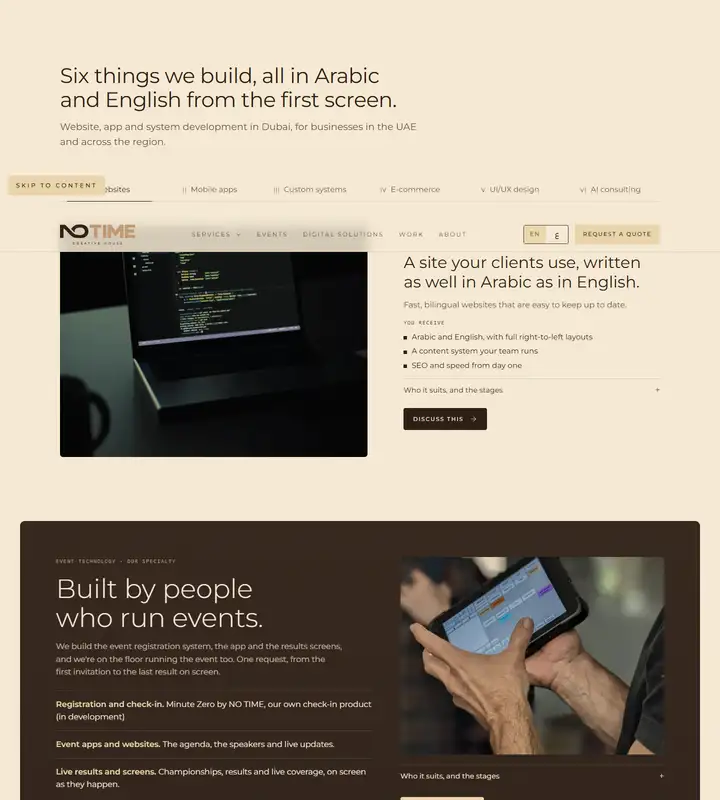 Six things we build, all in Arabic
and English from the first screen.
Website, app and system development in Dubai, for businesses in the UAE
and across the region.
SKIP TO CONTENT
ebsites
II Mobile apps
III Custom systems
IV E-commerce
V UI/UX design
VI AI consulting
NOTIME
CREATIVE HOUSE
SERVICES
EVENTS
DIGITAL SOLUTIONS
WORK
ABOUT
EN
ع
REQUEST A QUOTE
A site your clients use, written
as well in Arabic as in English.
Fast, bilingual websites that are easy to keep up to date.
YOU RECEIVE
Arabic and English, with full right-to-left layouts
A content system your team runs
SEO and speed from day one
Who it suits, and the stages +
DISCUSS THIS →
EVENT TECHNOLOGY · OUR SPECIALTY
Built by people
who run events.
We build the event registration system, the app and the results screens,
and we're on the floor running the event too. One request, from the
first invitation to the last result on screen.
Registration and check-in. Minute Zero by NO TIME, our own check-in product
(in development)
Event apps and websites. The agenda, the speakers and live updates.
Live results and screens. Championships, results and live coverage, on screen
as they happen.
Who it suits, and the stages +